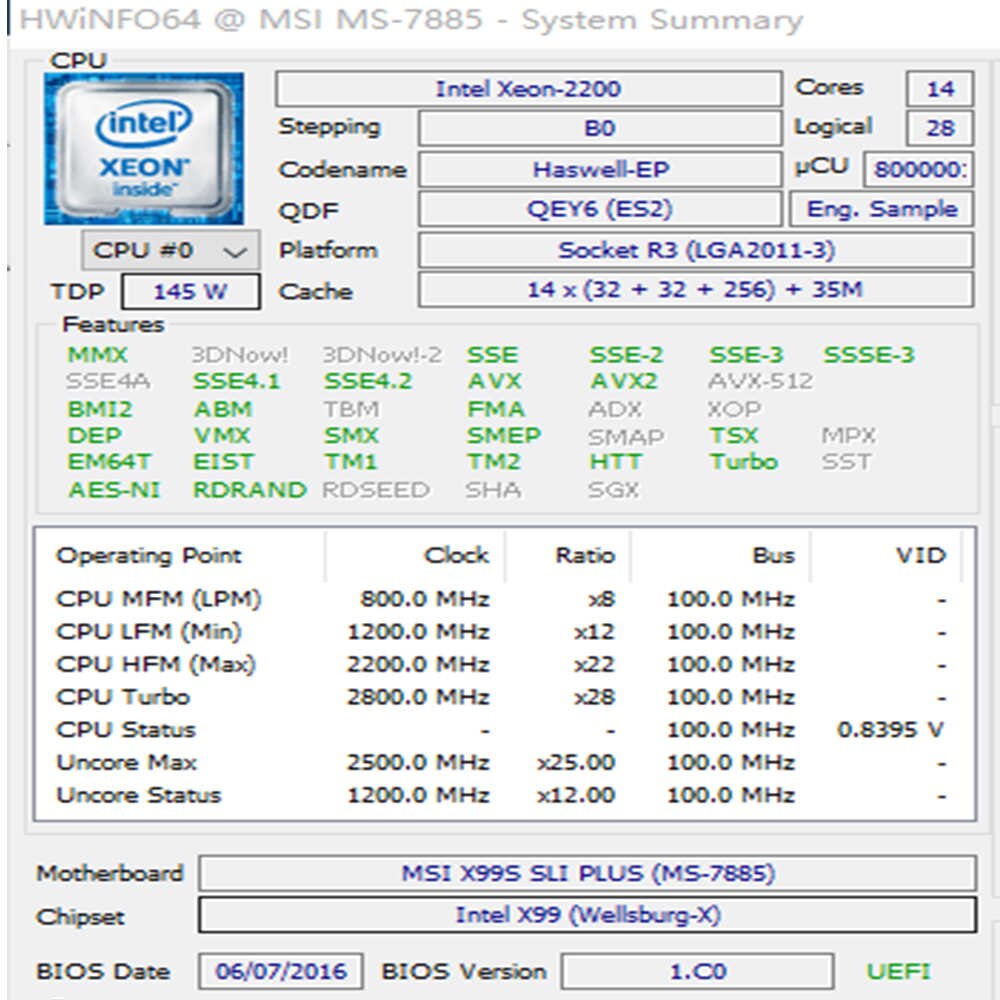 HWiNFO64 @ MSI MS-7885 - System Summary
CPU
intel XEON inside
Intel Xeon-2200 Cores 14
Stepping B0 Logical 28
Codename Haswell-EP µCU 800000:
QDF QEY6 (ES2) Eng. Sample
CPU #0 Platform Socket R3 (LGA2011-3)
TDP 145 W Cache 14 x (32 + 32 + 256) + 35M
Features
MMX 3DNow! 3DNow!-2 SSE SSE-2 SSE-3 SSSE-3
SSE4A SSE4.1 SSE4.2 AVX AVX2 AVX-512
BMI2 ABM TBM FMA ADX XOP
DEP VMX SMX SMEP SMAP TSX MPX
EM64T EIST TM1 TM2 HTT Turbo SST
AES-NI RDRAND RDSEED SHA SGX
Operating Point Clock Ratio Bus VID
CPU MFM (LPM) 800.0 MHz x8 100.0 MHz -
CPU LFM (Min) 1200.0 MHz x12 100.0 MHz -
CPU HFM (Max) 2200.0 MHz x22 100.0 MHz -
CPU Turbo 2800.0 MHz x28 100.0 MHz -
CPU Status - - 100.0 MHz 0.8395 V
Uncore Max 2500.0 MHz x25.00 100.0 MHz -
Uncore Status 1200.0 MHz x12.00 100.0 MHz -
Motherboard MSI X99S SLI PLUS (MS-7885)
Chipset Intel X99 (Wellsburg-X)
BIOS Date 06/07/2016 BIOS Version 1.C0 UEFI